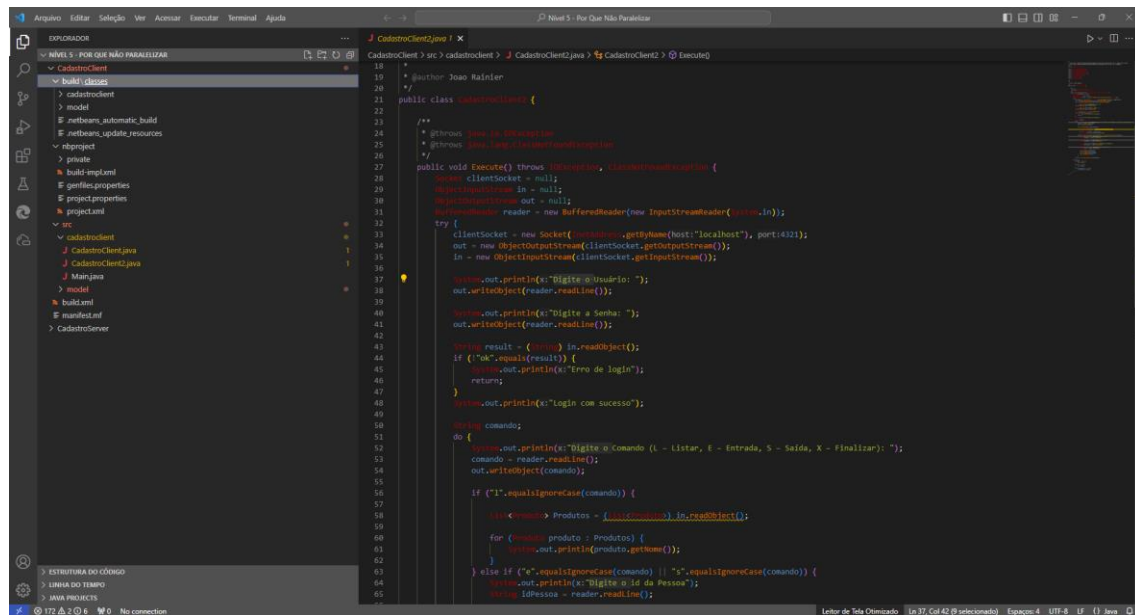 Arquivo Editar Seleção Ver Acessar Executar Terminal Ajuda
Nível 5 - Por Que Não Paralelizar
EXPLORADOR
NÍVEL 5 - POR QUE NÃO PARALELIZAR
CadastroClient
build\classes
cadastroclient
model
.netbeans_automatic_build
.netbeans_update_resources
nbproject
private
build-impl.xml
genfiles.properties
project.properties
project.xml
src
cadastroclient
CadastroClient.java 1
CadastroClient2.java 1
Main.java
model
build.xml
manifest.mf
CadastroServer
ESTRUTURA DO CÓDIGO
LINHA DO TEMPO
JAVA PROJECTS
CadastroClient2.java 1
CadastroClient > src > cadastroclient > CadastroClient2.java > CadastroClient2 > Execute()
18 *
19 * @author Joao Rainier
20 */
21 public class CadastroClient2 {
22
23 /**
24 * @throws java.io.IOException
25 * @throws java.lang.ClassNotFoundException
26 */
27 public void Execute() throws IOException, ClassNotFoundException {
28 Socket clientSocket = null;
29 ObjectInputStream in = null;
30 ObjectOutputStream out = null;
31 BufferedReader reader = new BufferedReader(new InputStreamReader(System.in));
32 try {
33 clientSocket = new Socket(InetAddress.getByName(host:"localhost"), port:4321);
34 out = new ObjectOutputStream(clientSocket.getOutputStream());
35 in = new ObjectInputStream(clientSocket.getInputStream());
36
37 System.out.println(x:"Digite o Usuário: ");
38 out.writeObject(reader.readLine());
39
40 System.out.println(x:"Digite a Senha: ");
41 out.writeObject(reader.readLine());
42
43 String result = (String) in.readObject();
44 if (!"ok".equals(result)) {
45 System.out.println(x:"Erro de login");
46 return;
47 }
48 System.out.println(x:"Login com sucesso");
49
50 String comando;
51 do {
52 System.out.println(x:"Digite o Comando (L – Listar, E – Entrada, S – Saída, X – Finalizar): ");
53 comando = reader.readLine();
54 out.writeObject(comando);
55
56 if ("l".equalsIgnoreCase(comando)) {
57
58 List<Produto> Produtos = (List<Produto>) in.readObject();
59
60 for (Produto produto : Produtos) {
61 System.out.println(produto.getNome());
62 }
63 } else if ("e".equalsIgnoreCase(comando) || "s".equalsIgnoreCase(comando)) {
64 System.out.println(x:"Digite o id da Pessoa");
65 String idPessoa = reader.readLine();
172 2 6 0 No connection
Leitor de Tela Otimizado Ln 37, Col 42 (9 selecionado) Espaços: 4 UTF-8 LF {} Java